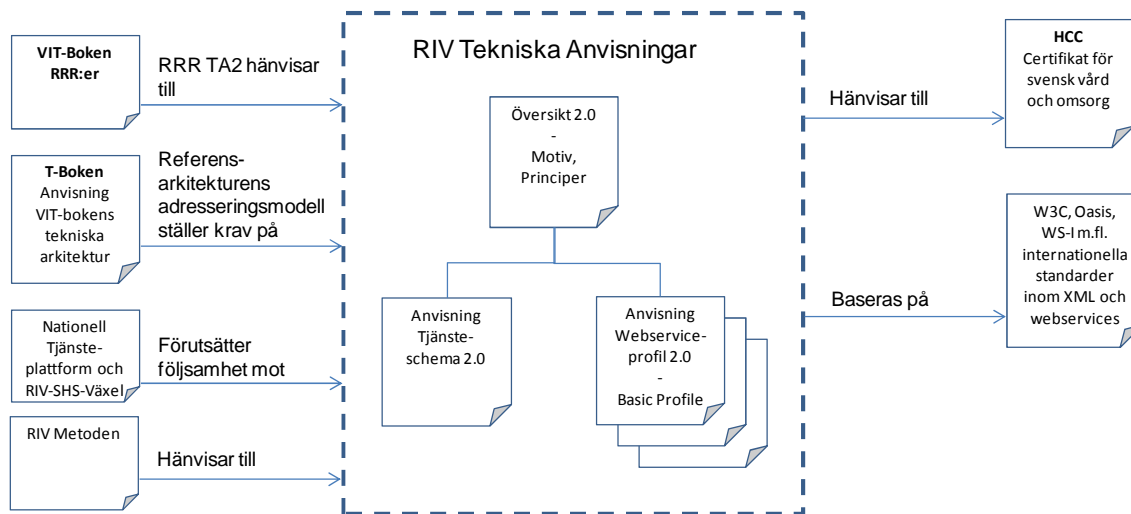 VIT-Boken
RRR:er
RRR TA2 hänvisar
till
T-Boken
Anvisning
VIT-bokens
tekniska
arkitektur
Referens-
arkitekturens
adresseringsmodell
ställer krav på
Nationell
Tjänste-
plattform och
RIV-SHS-Växel
Förutsätter
följsamhet mot
RIV Metoden
Hänvisar till
RIV Tekniska Anvisningar
Översikt 2.0
-
Motiv,
Principer
Anvisning
Tjänste-
schema 2.0
Anvisning
Webservice-
profil 2.0
-
Basic Profile
Hänvisar till
HCC
Certifikat för
svensk vård
och omsorg
Baseras på
W3C, Oasis,
WS-I m.fl.
internationella
standarder
inom XML och
webservices